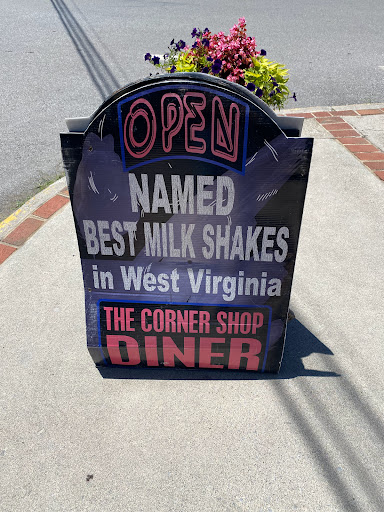 OPEN
NAMED
BEST MILK SHAKES
in West Virginia
THE CORNER SHOP
DINER